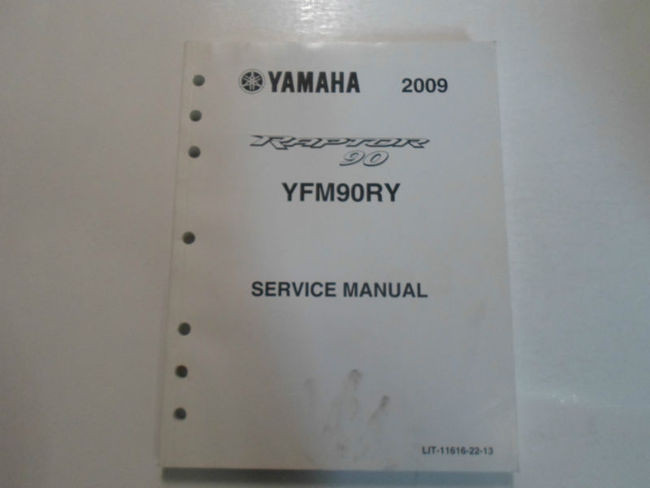 YAMAHA 2009
RAPTOR
90
YFM90RY
SERVICE MANUAL
LIT-11616-22-13